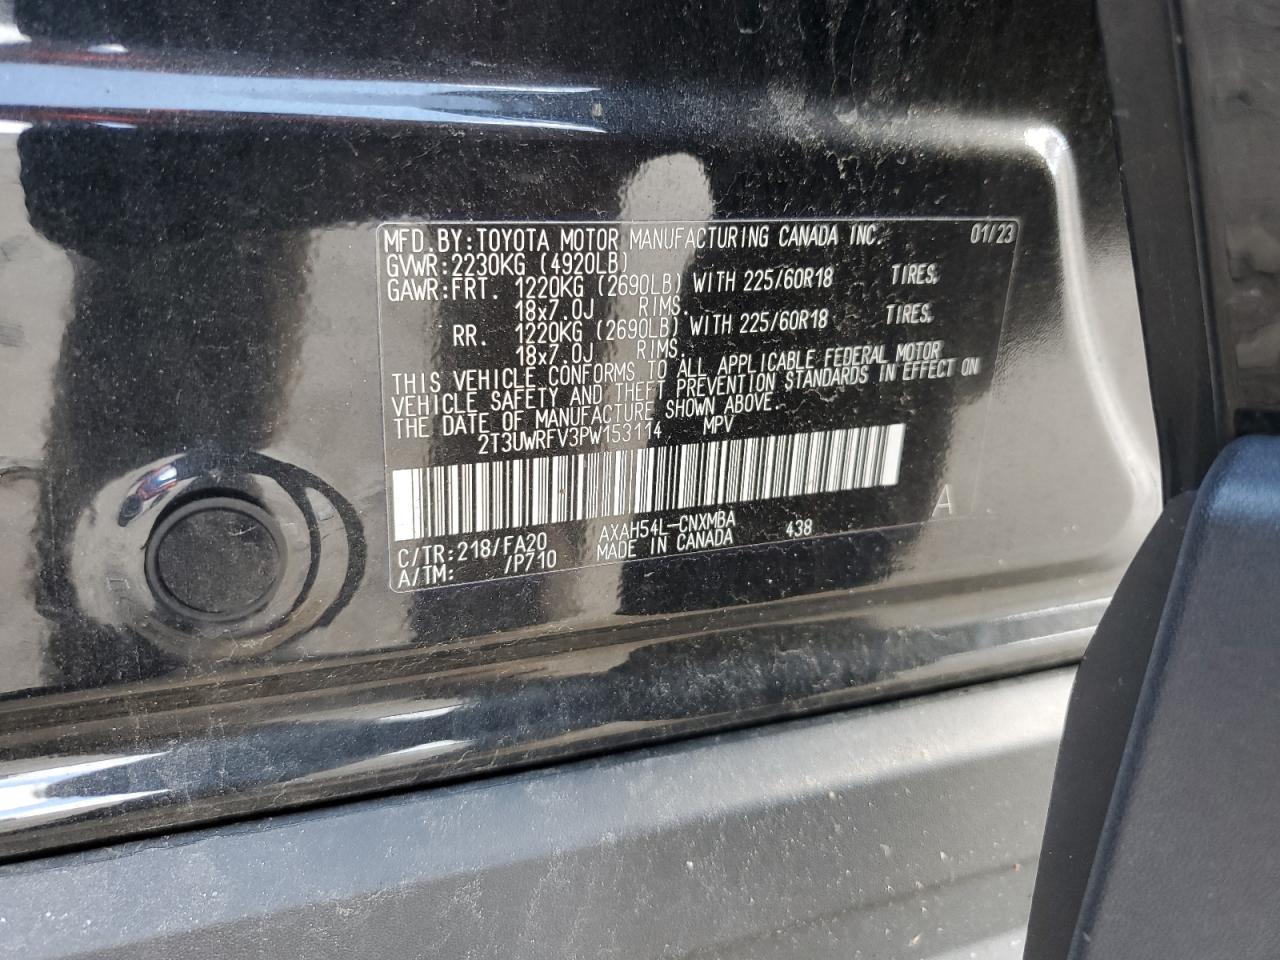 MFD.BY:TOYOTA MOTOR MANUFACTURING CANADA INC. 01/23
GVWR:2230KG (4920LB)
GAWR:FRT. 1220KG (2690LB) WITH 225/60R18 TIRES,
18x7.0J RIMS.
RR. 1220KG (2690LB) WITH 225/60R18 TIRES,
18x7.0J RIMS.
THIS VEHICLE CONFORMS TO ALL APPLICABLE FEDERAL MOTOR
VEHICLE SAFETY AND THEFT PREVENTION STANDARDS IN EFFECT ON
THE DATE OF MANUFACTURE SHOWN ABOVE.
2T3UWRFV3PW153114 MPV
C/TR:218/FA20 AXAH54L-CNXMBA 438 A
A/TM: /P710 MADE IN CANADA